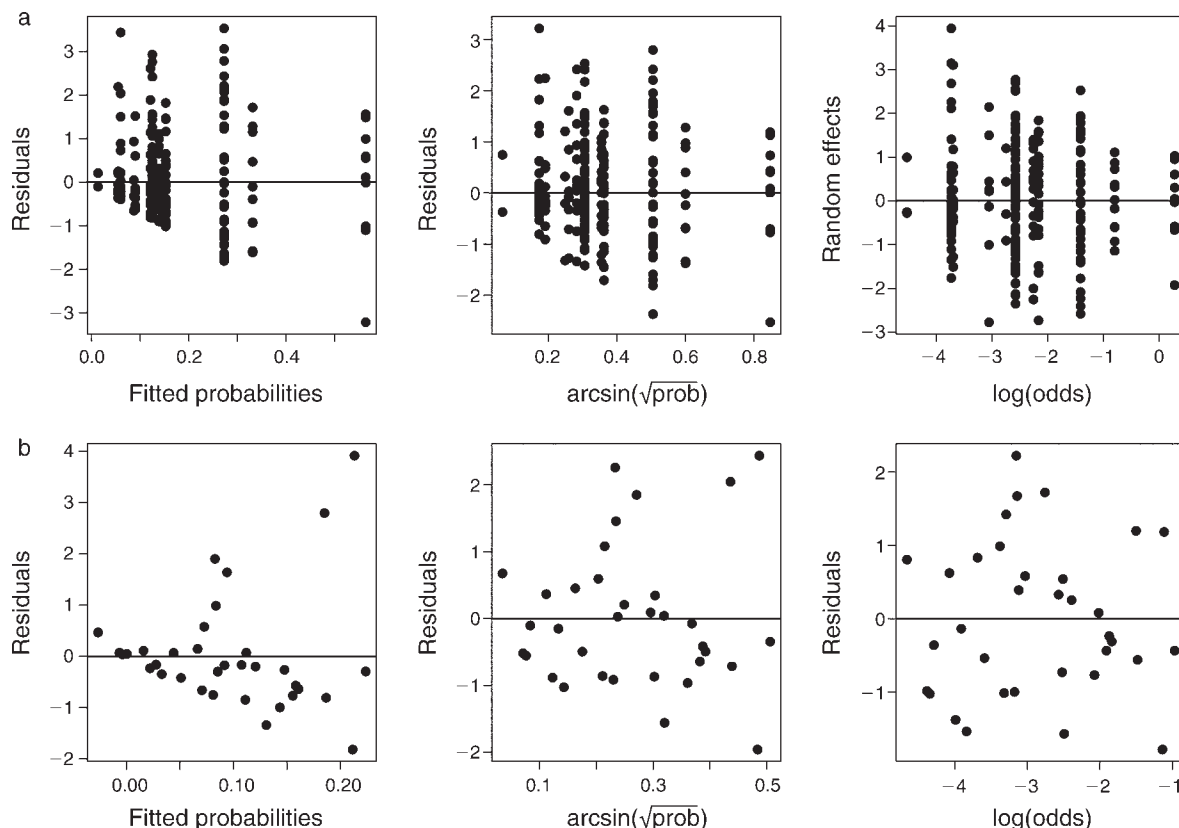 a
Residuals
3
2
1
0
−1
−2
−3
0.0 0.2 0.4
Fitted probabilities
Residuals
3
2
1
0
−1
−2
0.2 0.4 0.6 0.8
arcsin(√prob)
Random effects
4
3
2
1
0
−1
−2
−3
−4 −3 −2 −1 0
log(odds)
b
Residuals
4
3
2
1
0
−1
−2
0.00 0.10 0.20
Fitted probabilities
Residuals
2
1
0
−1
−2
0.1 0.3 0.5
arcsin(√prob)
Residuals
2
1
0
−1
−4 −3 −2 −1
log(odds)